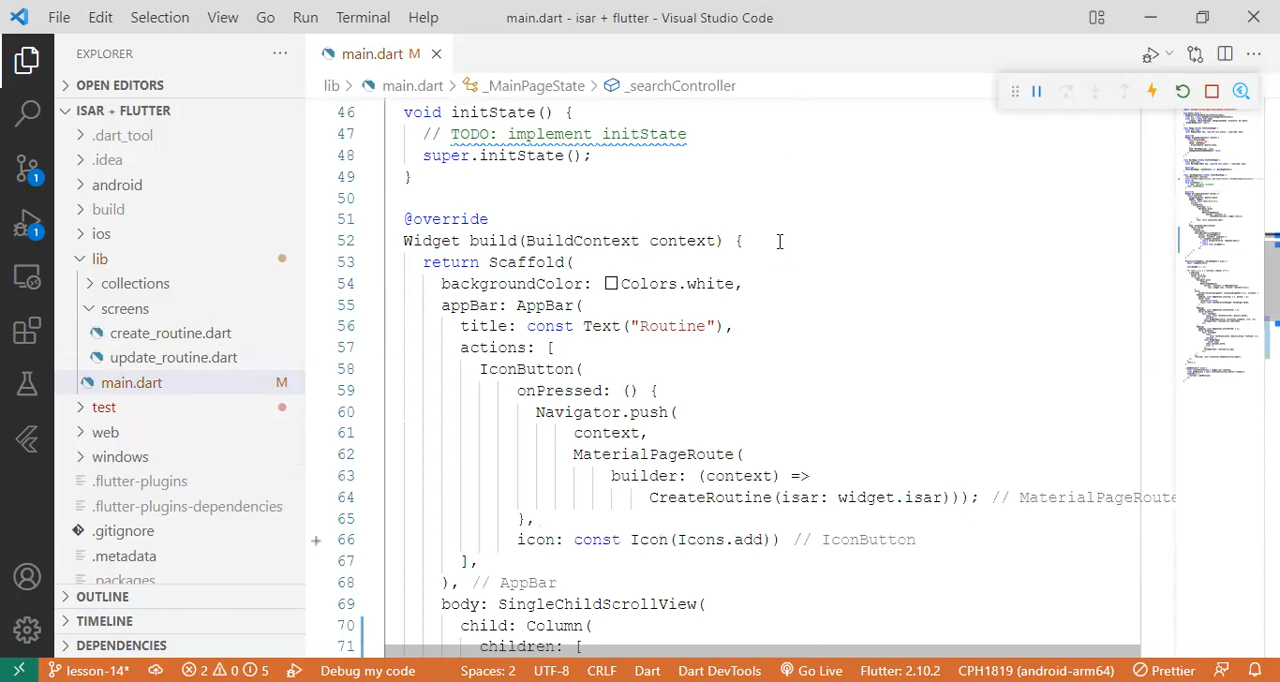 File Edit Selection View Go Run Terminal Help main.dart - isar + flutter - Visual Studio Code
EXPLORER
OPEN EDITORS
ISAR + FLUTTER
.dart_tool
.idea
android
build
ios
lib
collections
screens
create_routine.dart
update_routine.dart
main.dart M
test
web
windows
.flutter-plugins
.flutter-plugins-dependencies
.gitignore
.metadata
.packages
OUTLINE
TIMELINE
DEPENDENCIES
1
1
main.dart M
lib > main.dart > _MainPageState > _searchController
46 void initState() {
47 // TODO: implement initState
48 super.initState();
49 }
50
51 @override
52 Widget build(BuildContext context) {
53 return Scaffold(
54 backgroundColor: Colors.white,
55 appBar: AppBar(
56 title: const Text("Routine"),
57 actions: [
58 IconButton(
59 onPressed: () {
60 Navigator.push(
61 context,
62 MaterialPageRoute(
63 builder: (context) =>
64 CreateRoutine(isar: widget.isar))); // MaterialPageRoute
65 },
66 icon: const Icon(Icons.add)) // IconButton
67 ],
68 ), // AppBar
69 body: SingleChildScrollView(
70 child: Column(
71 children: [
lesson-14* 2 0 5 Debug my code Spaces: 2 UTF-8 CRLF Dart Dart DevTools Go Live Flutter: 2.10.2 CPH1819 (android-arm64) Prettier